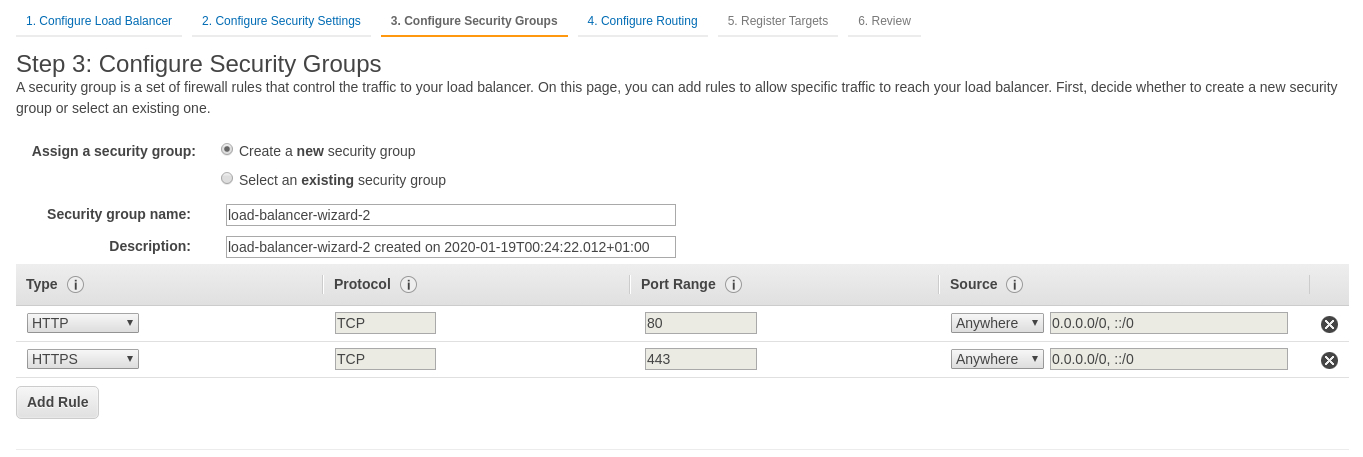 1. Configure Load Balancer 2. Configure Security Settings 3. Configure Security Groups 4. Configure Routing 5. Register Targets 6. Review
Step 3: Configure Security Groups
A security group is a set of firewall rules that control the traffic to your load balancer. On this page, you can add rules to allow specific traffic to reach your load balancer. First, decide whether to create a new security
group or select an existing one.
Assign a security group: Create a new security group
Select an existing security group
Security group name: load-balancer-wizard-2
Description: load-balancer-wizard-2 created on 2020-01-19T00:24:22.012+01:00
Type i Protocol i Port Range i Source i
HTTP TCP 80 Anywhere 0.0.0.0/0, ::/0
HTTPS TCP 443 Anywhere 0.0.0.0/0, ::/0
Add Rule